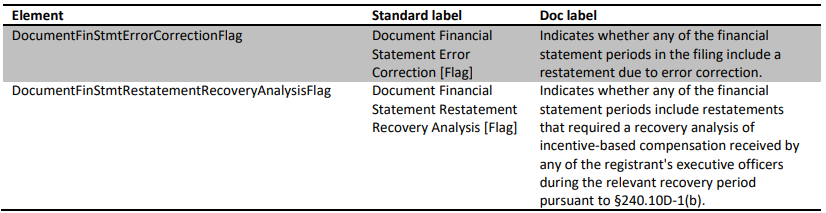 Element Standard label Doc label
DocumentFinStmtErrorCorrectionFlag Document Financial Indicates whether any of the financial
Statement Error statement periods in the filing include a
Correction [Flag] restatement due to error correction.
DocumentFinStmtRestatementRecoveryAnalysisFlag Document Financial Indicates whether any of the financial
Statement Restatement statement periods include restatements
Recovery Analysis [Flag] that required a recovery analysis of
incentive-based compensation received by
any of the registrant's executive officers
during the relevant recovery period
pursuant to §240.10D-1(b).